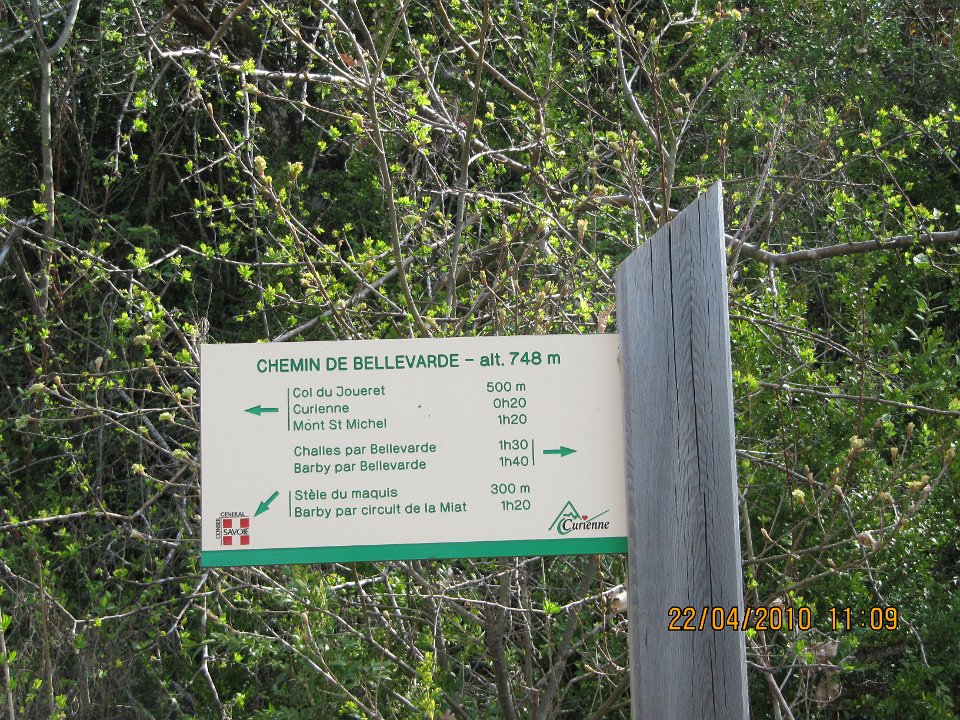 CHEMIN DE BELLEVARDE – alt. 748 m
Col du Joueret 500 m
Curienne 0h20
Mont St Michel 1h20
Challes par Bellevarde 1h30
Barby par Bellevarde 1h40
Stèle du maquis 300 m
Barby par circuit de la Miat 1h20
CONSEIL GENERAL
SAVOIE
Curienne
22/04/2010 11:09